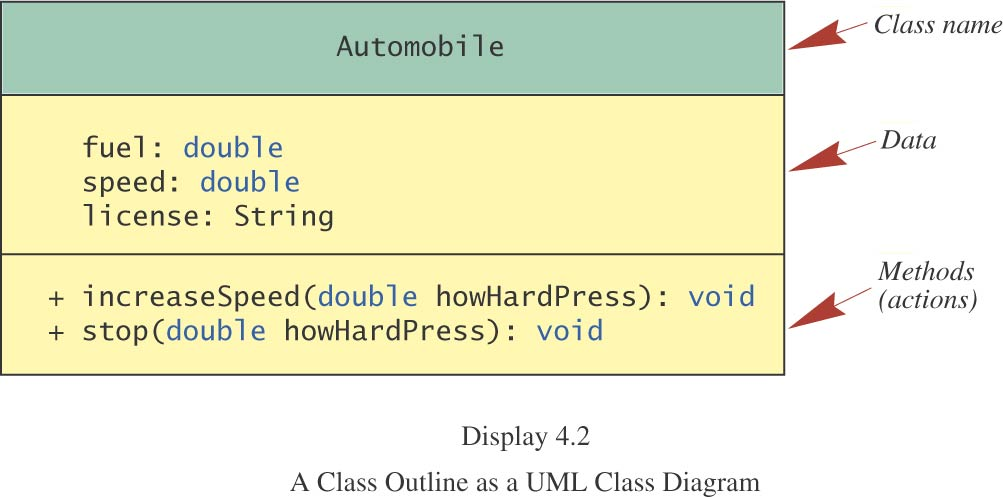 Automobile
Class name
fuel: double
speed: double
license: String
Data
+ increaseSpeed(double howHardPress): void
+ stop(double howHardPress): void
Methods
(actions)
Display 4.2
A Class Outline as a UML Class Diagram